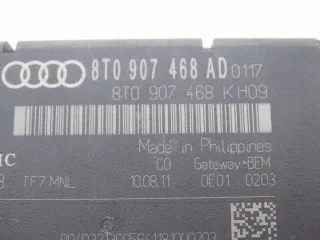 8T0 907 468 AD 0117
8T0 907 468 K H09
Made in Philippines
CO Gateway+BEM
TF7 MNL 10.08.11 0E01 0203